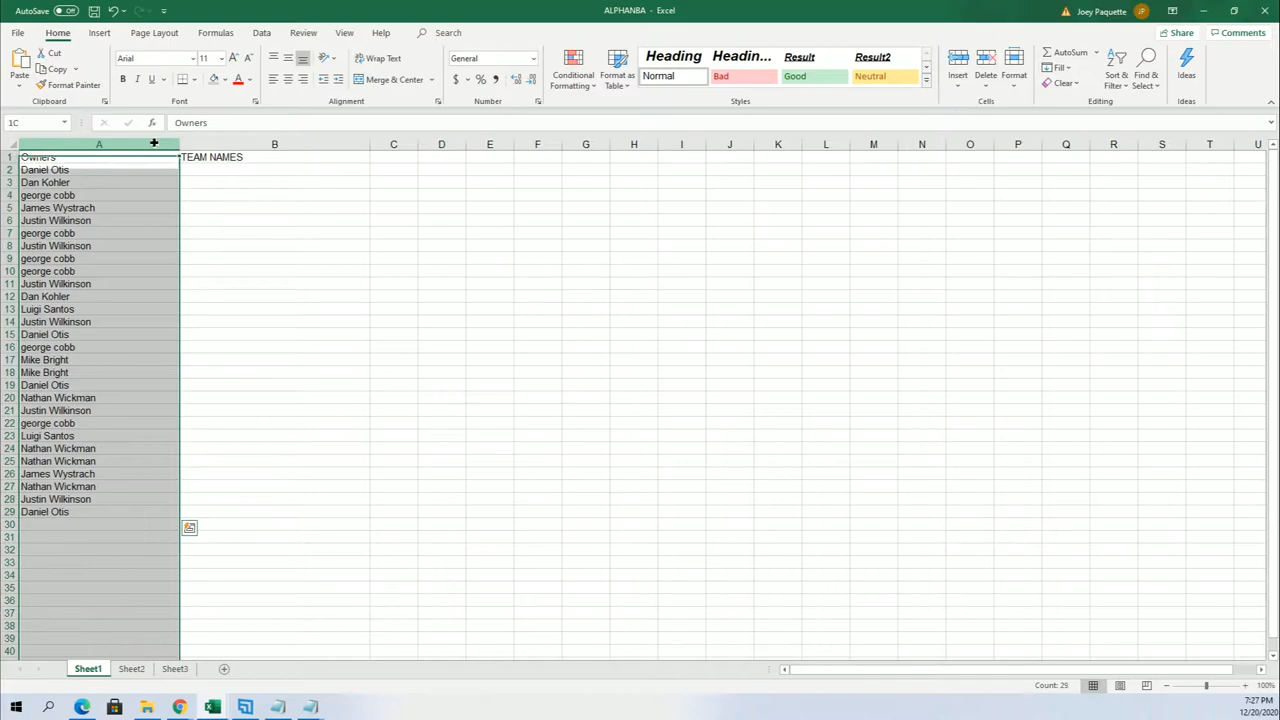 AutoSave Off
ALPHANBA - Excel
Joey Paquette JP
File Home Insert Page Layout Formulas Data Review View Help Search Share Comments
Paste Cut Copy Format Painter Clipboard
Arial 11 A A B I U A Font
ab Wrap Text Merge & Center Alignment
General $ % , Number
Conditional Formatting Format as Table
Heading Headin... Result Result2
Normal Bad Good Neutral
Styles
Insert Delete Format Cells
AutoSum Fill Clear Sort & Filter Find & Select Editing
Ideas Ideas
1C fx Owners
A B C D E F G H I J K L M N O P Q R S T U
1 Owners TEAM NAMES
2 Daniel Otis
3 Dan Kohler
4 george cobb
5 James Wystrach
6 Justin Wilkinson
7 george cobb
8 Justin Wilkinson
9 george cobb
10 george cobb
11 Justin Wilkinson
12 Dan Kohler
13 Luigi Santos
14 Justin Wilkinson
15 Daniel Otis
16 george cobb
17 Mike Bright
18 Mike Bright
19 Daniel Otis
20 Nathan Wickman
21 Justin Wilkinson
22 george cobb
23 Luigi Santos
24 Nathan Wickman
25 Nathan Wickman
26 James Wystrach
27 Nathan Wickman
28 Justin Wilkinson
29 Daniel Otis
30
31
32
33
34
35
36
37
38
39
40
Sheet1 Sheet2 Sheet3
Count: 29 100%
7:27 PM
12/20/2020